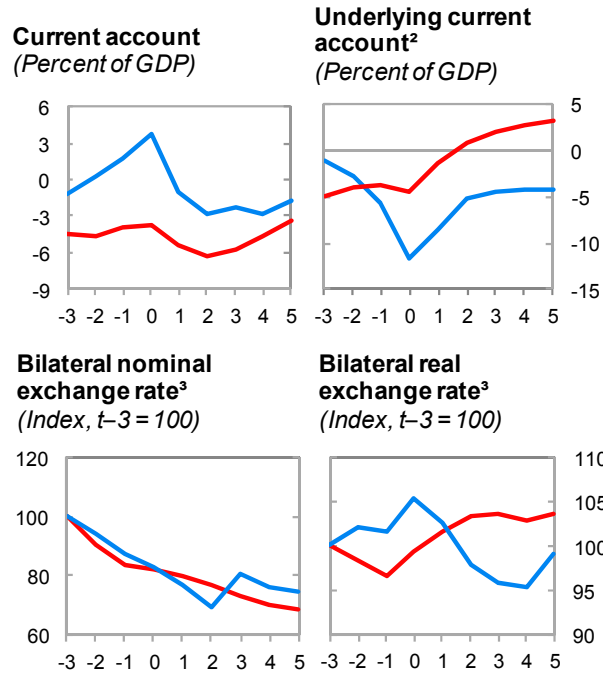 Current account
(Percent of GDP)
6
3
0
-3
-6
-9
-3 -2 -1 0 1 2 3 4 5
Underlying current
account²
(Percent of GDP)
5
0
-5
-10
-15
-3 -2 -1 0 1 2 3 4 5
Bilateral nominal
exchange rate³
(Index, t–3 = 100)
120
100
80
60
-3 -2 -1 0 1 2 3 4 5
Bilateral real
exchange rate³
(Index, t–3 = 100)
110
105
100
95
90
-3 -2 -1 0 1 2 3 4 5